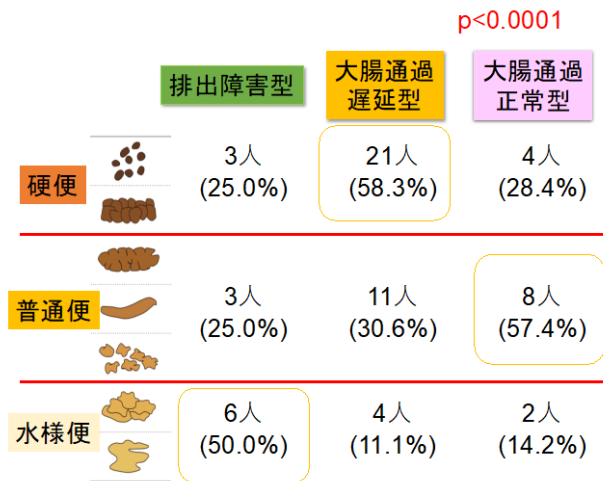 p<0.0001
排出障害型
大腸通過
遅延型
大腸通過
正常型
硬便
3人
(25.0%)
21人
(58.3%)
4人
(28.4%)
普通便
3人
(25.0%)
11人
(30.6%)
8人
(57.4%)
水様便
6人
(50.0%)
4人
(11.1%)
2人
(14.2%)